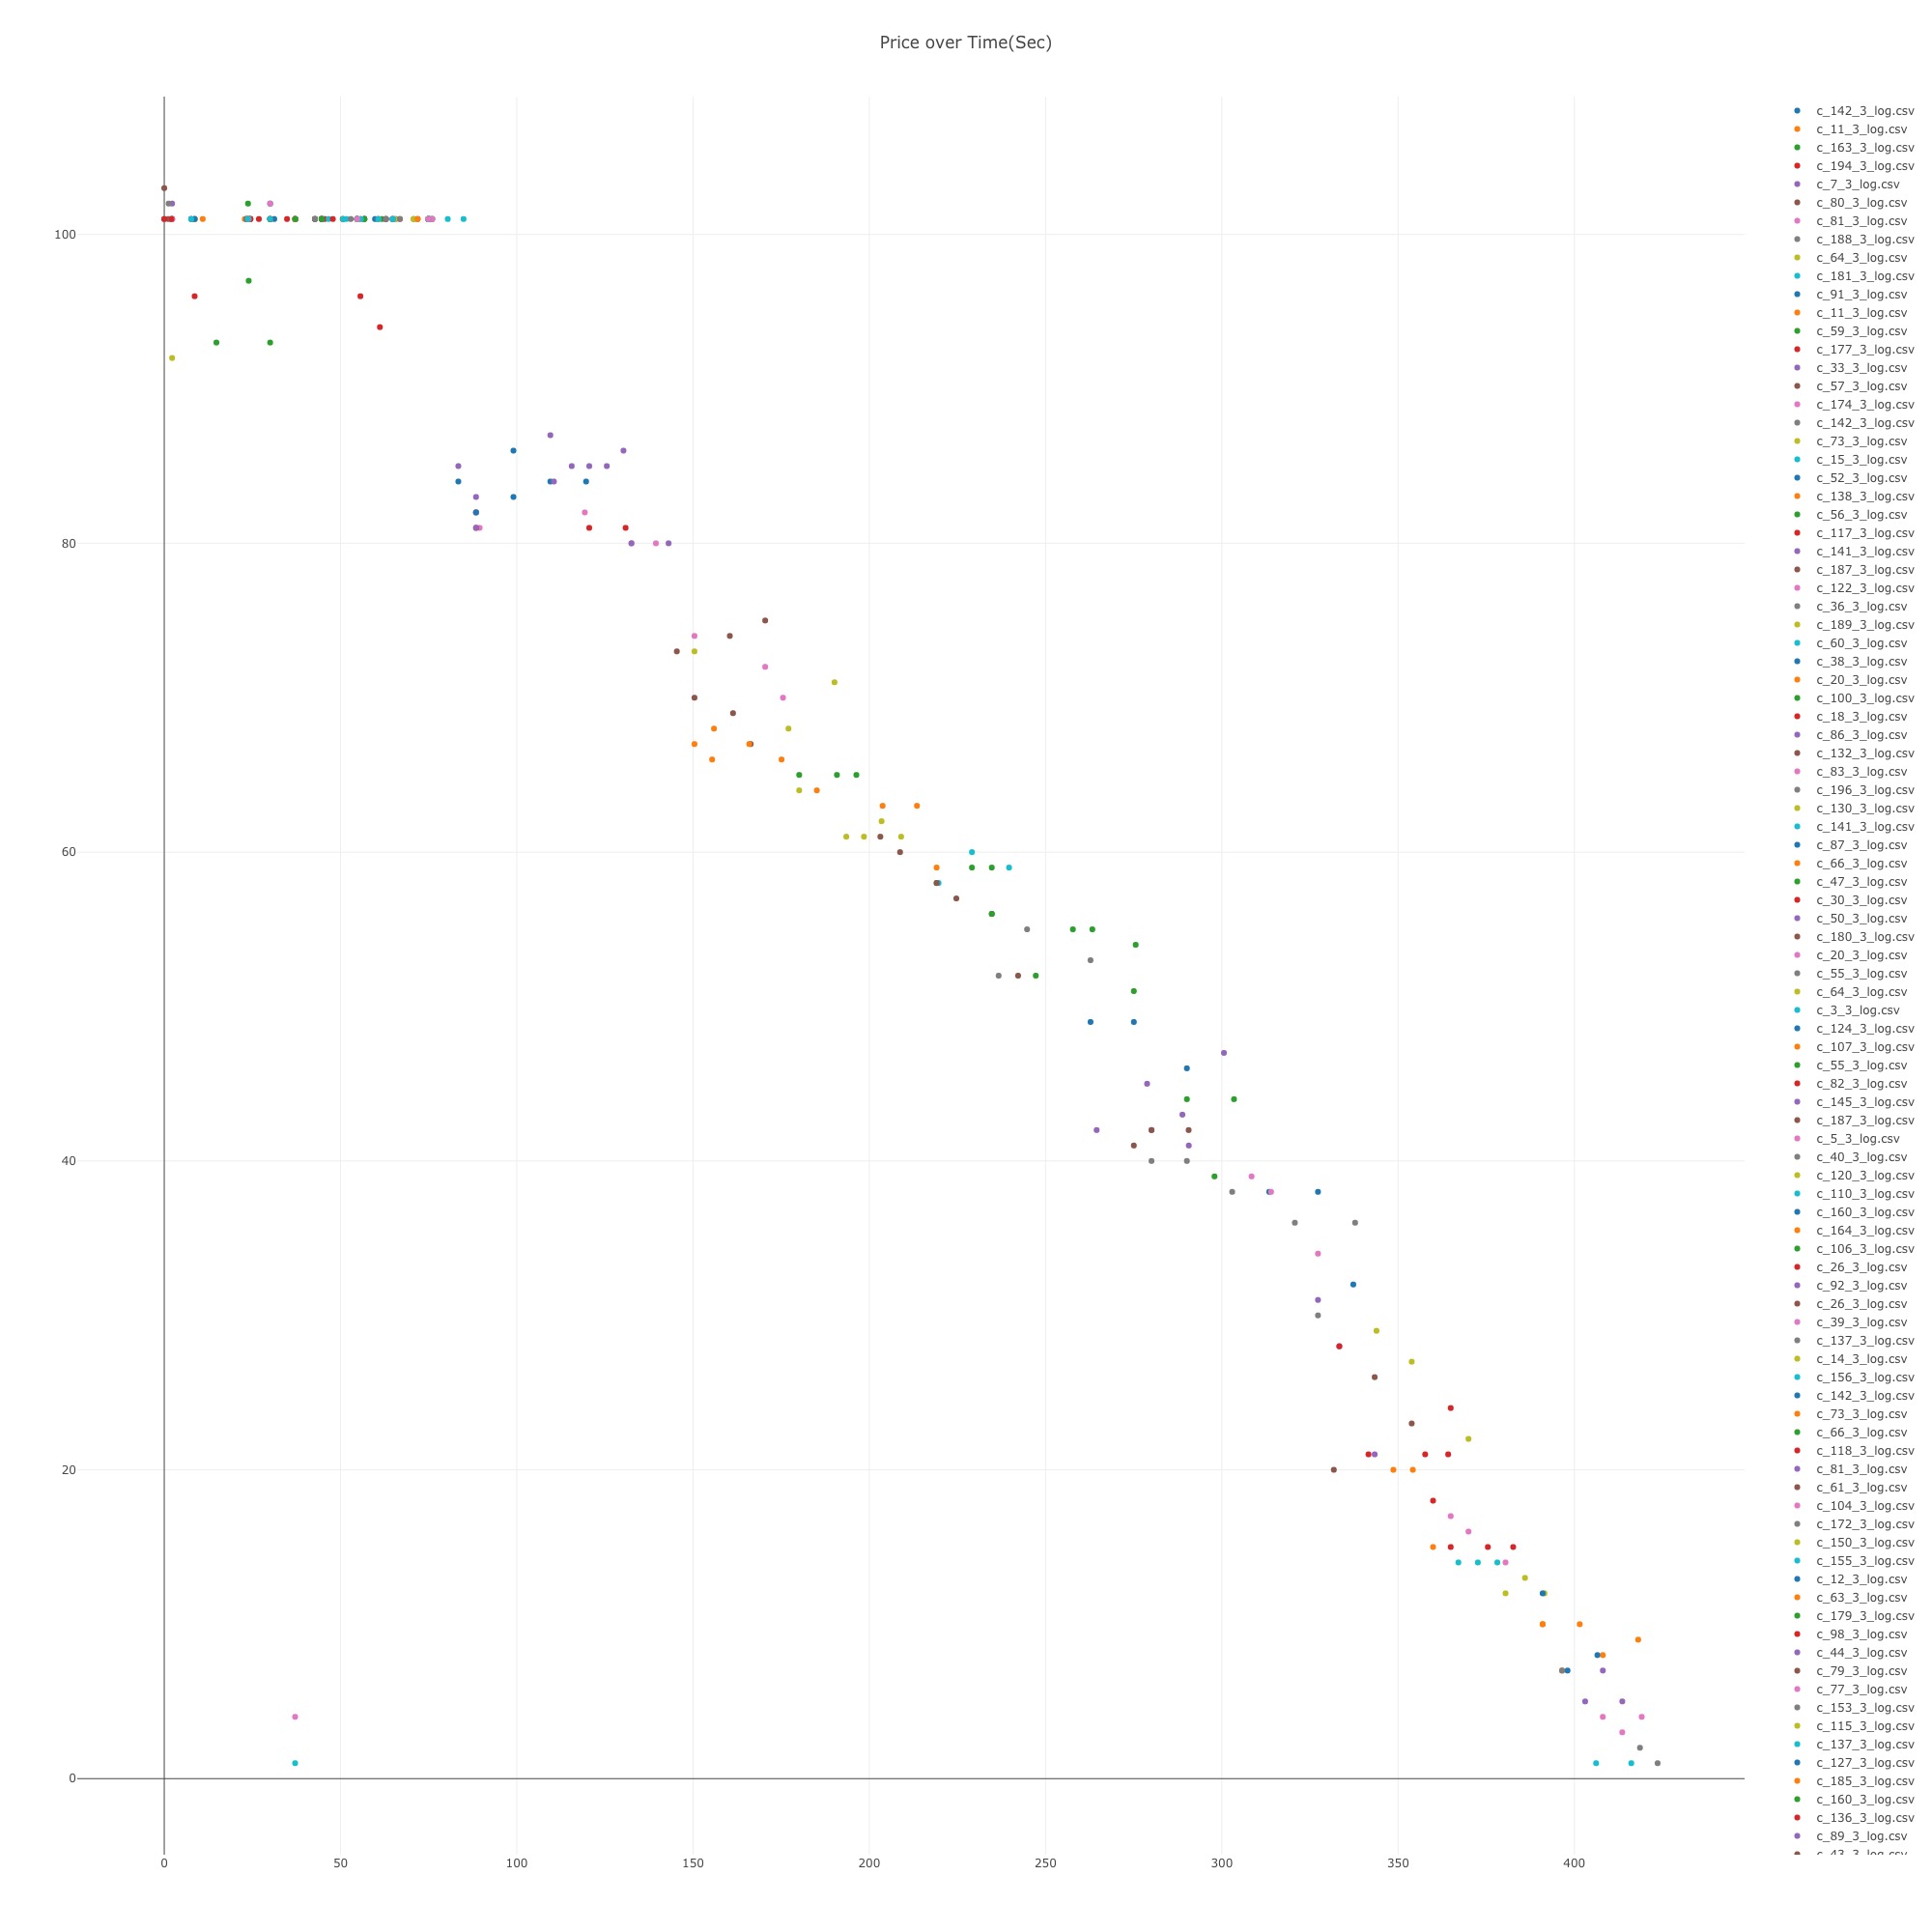 Price over Time(Sec)
100
80
60
40
20
0
0 50 100 150 200 250 300 350 400
c_142_3_log.csv
c_11_3_log.csv
c_163_3_log.csv
c_194_3_log.csv
c_7_3_log.csv
c_80_3_log.csv
c_81_3_log.csv
c_188_3_log.csv
c_64_3_log.csv
c_181_3_log.csv
c_91_3_log.csv
c_11_3_log.csv
c_59_3_log.csv
c_177_3_log.csv
c_33_3_log.csv
c_57_3_log.csv
c_174_3_log.csv
c_142_3_log.csv
c_73_3_log.csv
c_15_3_log.csv
c_52_3_log.csv
c_138_3_log.csv
c_56_3_log.csv
c_117_3_log.csv
c_141_3_log.csv
c_187_3_log.csv
c_122_3_log.csv
c_36_3_log.csv
c_189_3_log.csv
c_60_3_log.csv
c_38_3_log.csv
c_20_3_log.csv
c_100_3_log.csv
c_18_3_log.csv
c_86_3_log.csv
c_132_3_log.csv
c_83_3_log.csv
c_196_3_log.csv
c_130_3_log.csv
c_141_3_log.csv
c_87_3_log.csv
c_66_3_log.csv
c_47_3_log.csv
c_30_3_log.csv
c_50_3_log.csv
c_180_3_log.csv
c_20_3_log.csv
c_55_3_log.csv
c_64_3_log.csv
c_3_3_log.csv
c_124_3_log.csv
c_107_3_log.csv
c_55_3_log.csv
c_82_3_log.csv
c_145_3_log.csv
c_187_3_log.csv
c_5_3_log.csv
c_40_3_log.csv
c_120_3_log.csv
c_110_3_log.csv
c_160_3_log.csv
c_164_3_log.csv
c_106_3_log.csv
c_26_3_log.csv
c_92_3_log.csv
c_26_3_log.csv
c_39_3_log.csv
c_137_3_log.csv
c_14_3_log.csv
c_156_3_log.csv
c_142_3_log.csv
c_73_3_log.csv
c_66_3_log.csv
c_118_3_log.csv
c_81_3_log.csv
c_61_3_log.csv
c_104_3_log.csv
c_172_3_log.csv
c_150_3_log.csv
c_155_3_log.csv
c_12_3_log.csv
c_63_3_log.csv
c_179_3_log.csv
c_98_3_log.csv
c_44_3_log.csv
c_79_3_log.csv
c_77_3_log.csv
c_153_3_log.csv
c_115_3_log.csv
c_137_3_log.csv
c_127_3_log.csv
c_185_3_log.csv
c_160_3_log.csv
c_136_3_log.csv
c_89_3_log.csv